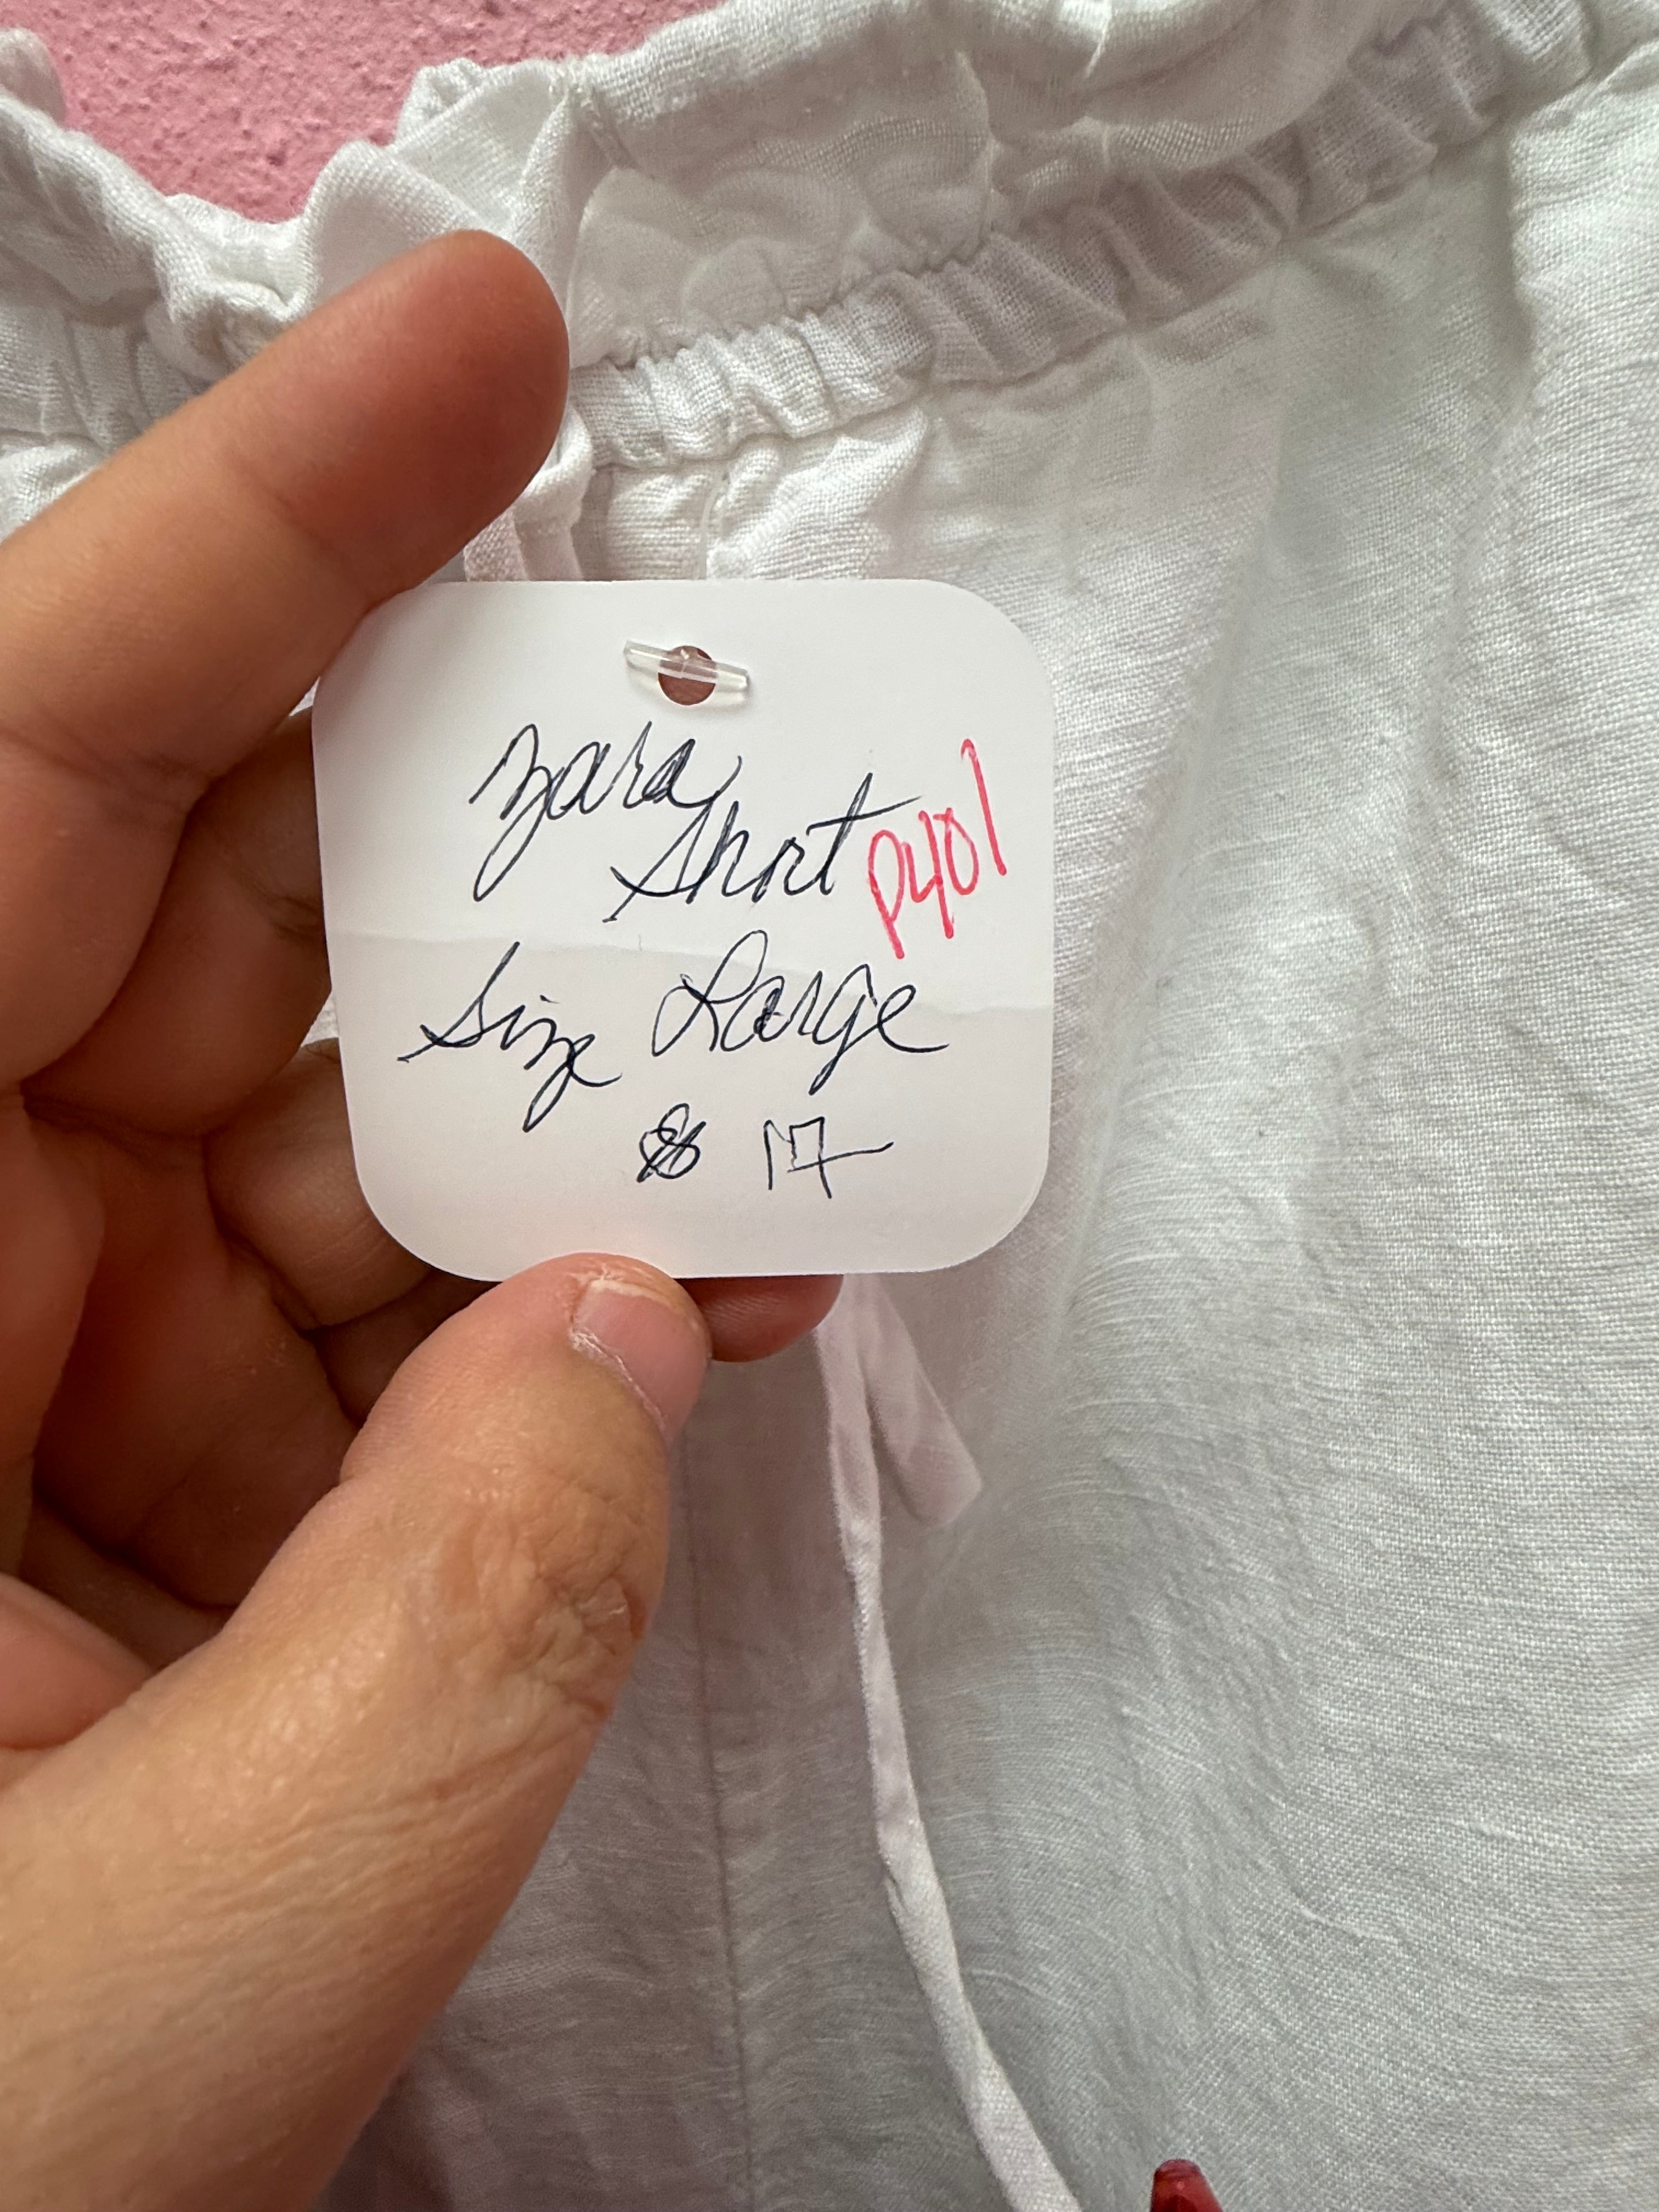 Zara
Short
P401
Size Large
$ 17